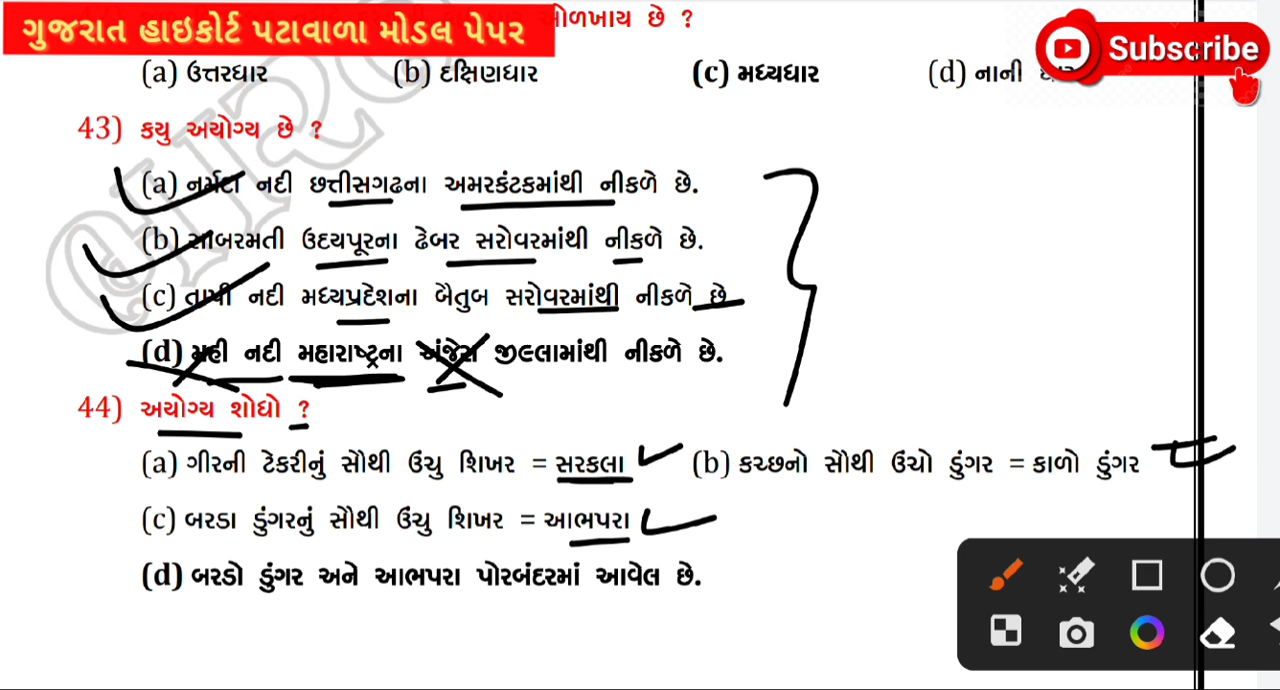 ગુજરાત હાઇકોર્ટ પટાવાળા મોડલ પેપર
ઓળખાય છે ?
Subscribe
(a) ઉત્તરધાર (b) દક્ષિણધાર (c) મધ્યધાર (d) નાની
43) કયુ અયોગ્ય છે ?
(a) નર્મદા નદી છત્તીસગઢના અમરકંટકમાંથી નીકળે છે.
(b) સાબરમતી ઉદયપૂરના ઢેબર સરોવરમાંથી નીકળે છે.
(c) તાપી નદી મધ્યપ્રદેશના બૈતુબ સરોવરમાંથી નીકળે છે
(d) મહી નદી મહારાષ્ટ્રના અંજેરા જીલ્લામાંથી નીકળે છે.
44) અયોગ્ય શોધો ?
(a) ગીરની ટેકરીનું સૌથી ઉંચુ શિખર = સરકલા (b) કચ્છનો સૌથી ઉંચો ડુંગર = કાળો ડુંગર
(c) બરડા ડુંગરનું સૌથી ઉંચુ શિખર = આભપરા
(d) બરડો ડુંગર અને આભપરા પોરબંદરમાં આવેલ છે.